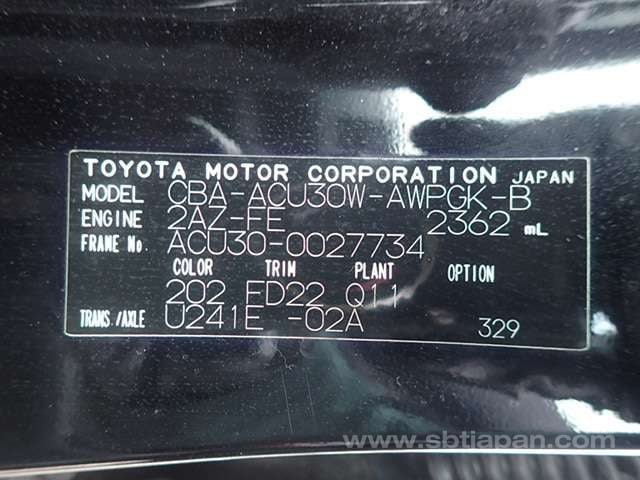 TOYOTA MOTOR CORPORATION JAPAN
MODEL CBA-ACU30W-AWPGK-B
ENGINE 2AZ-FE 2362 mL
FRAME No. ACU30-0027734
COLOR TRIM PLANT OPTION
202 FD22 Q11
TRANS./AXLE U241E -02A 329
www.sbtjapan.com